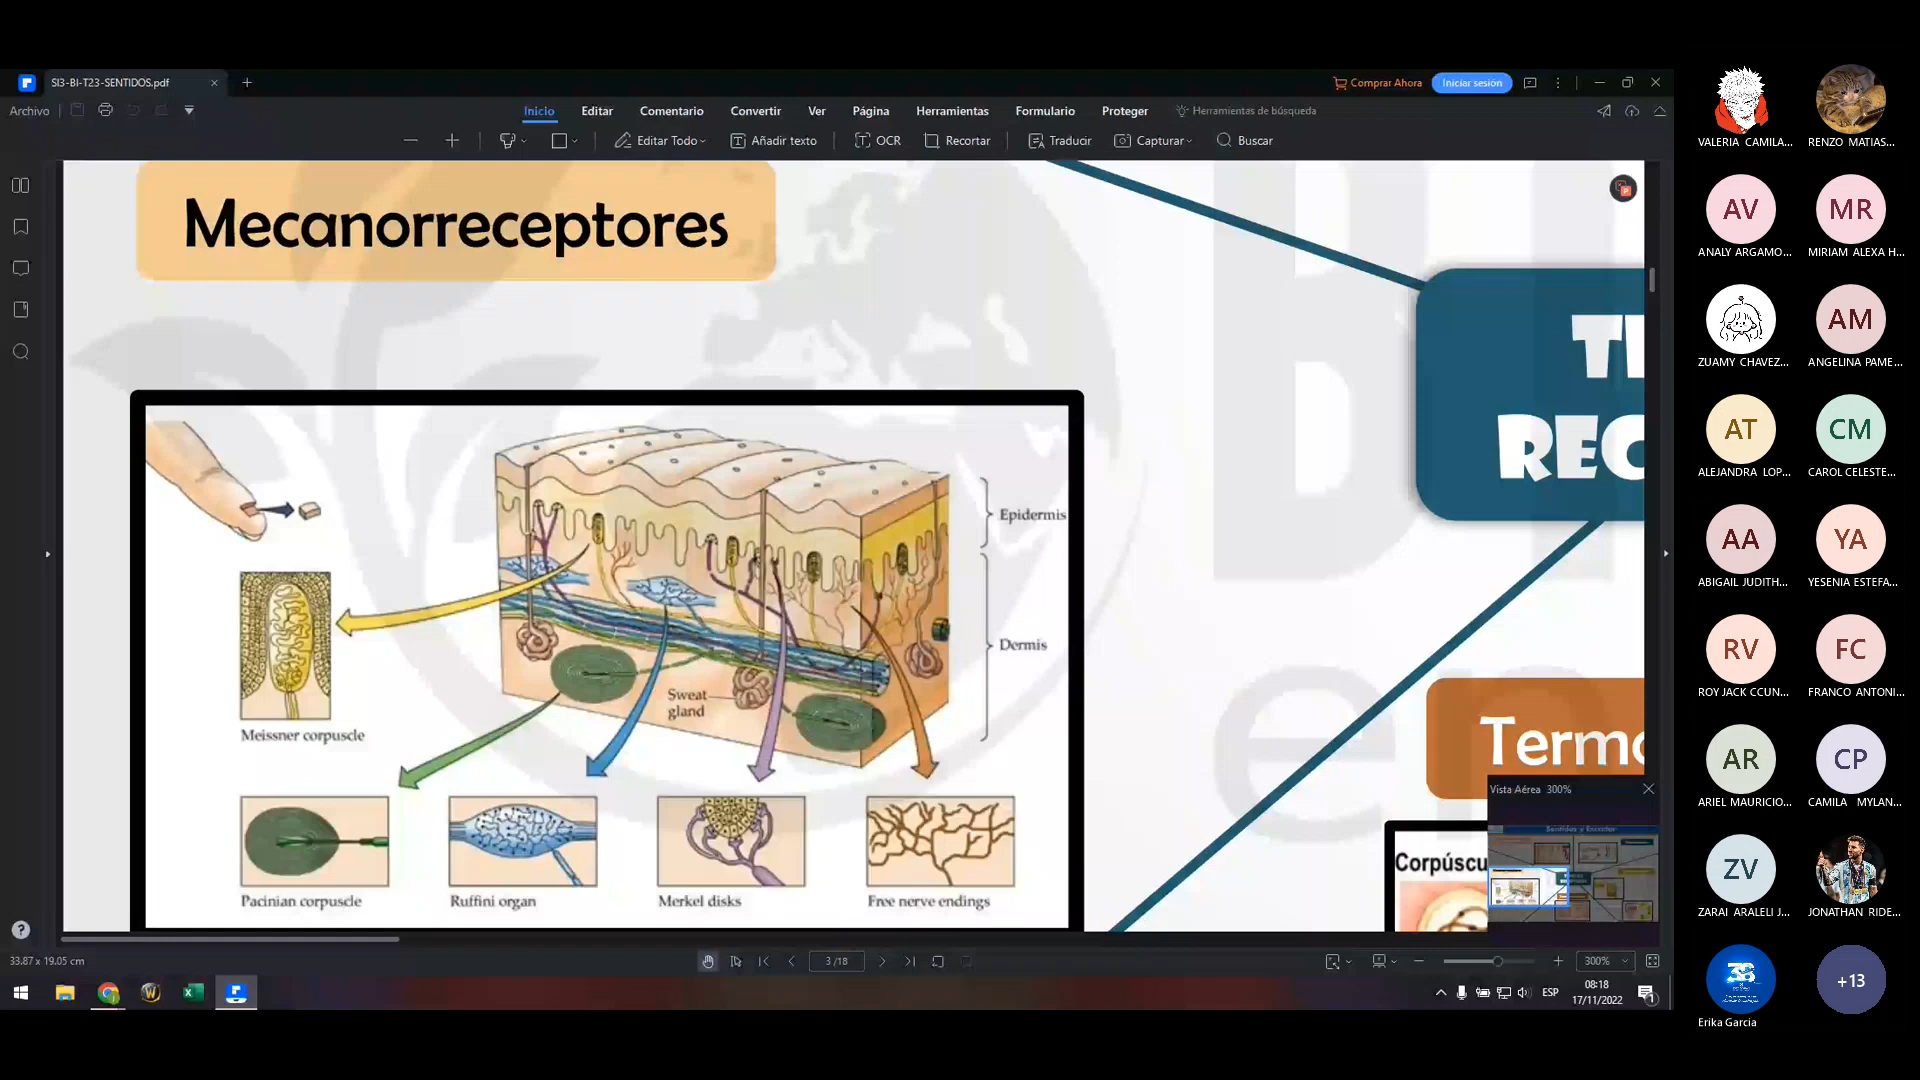 SI3-BI-T23-SENTIDOS.pdf
Comprar Ahora
Iniciar sesión
Archivo
Inicio
Editar
Comentario
Convertir
Ver
Página
Herramientas
Formulario
Proteger
Herramientas de búsqueda
Editar Todo
Añadir texto
OCR
Recortar
Traducir
Capturar
Buscar
Mecanorreceptores
Epidermis
Dermis
Sweat
gland
Meissner corpuscle
Pacinian corpuscle
Ruffini organ
Merkel disks
Free nerve endings
REC
Termo
Corpúscu
Vista Aérea 300%
33.87 x 19.05 cm
3 /18
300%
ESP
08:18
17/11/2022
VALERIA CAMILA...
RENZO MATIAS...
AV
ANALY ARGAMO...
MR
MIRIAM ALEXA H...
ZUAMY CHAVEZ...
AM
ANGELINA PAME...
AT
ALEJANDRA LOP...
CM
CAROL CELESTE...
AA
ABIGAIL JUDITH...
YA
YESENIA ESTEFA...
RV
ROY JACK CCUN...
FC
FRANCO ANTONI...
AR
ARIEL MAURICIO...
CP
CAMILA MYLAN...
ZV
ZARAI ARALELI J...
JONATHAN RIDE...
Erika Garcia
+13